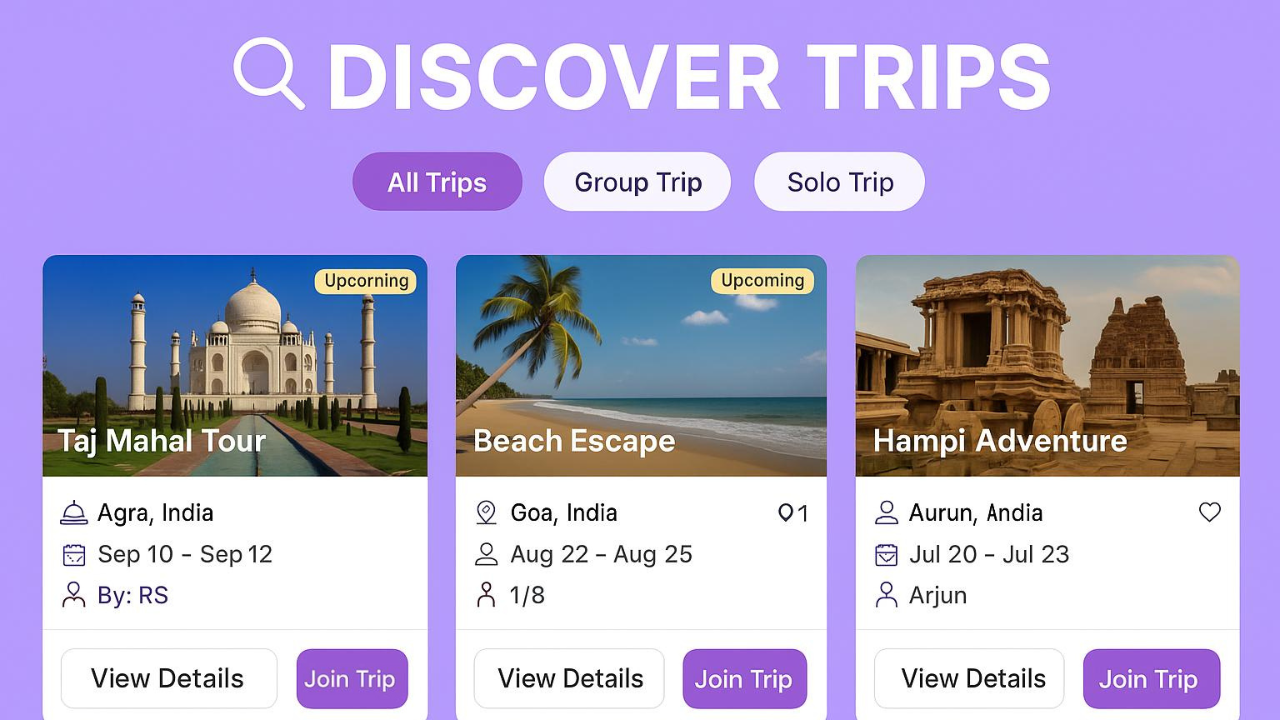 DISCOVER TRIPS
All Trips
Group Trip
Solo Trip
Upcorning
Taj Mahal Tour
Agra, India
Sep 10 - Sep 12
By: RS
View Details
Join Trip
Upcoming
Beach Escape
Goa, India
1
Aug 22 – Aug 25
1/8
View Details
Join Trip
Hampi Adventure
Aurun, Andia
Jul 20 - Jul 23
Arjun
View Details
Join Trip